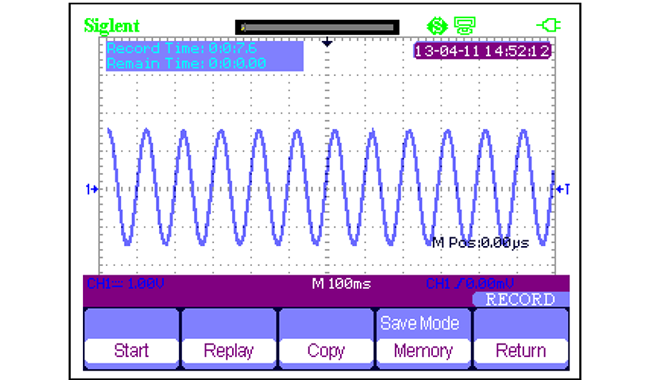 Siglent
Record Time: 0:0:7.6
Remain Time: 0:0:0.00
13-04-11 14:52:12
1
T
M Pos:0.00μs
CH1= 1.00V
M 100ms
CH1 / 0.00mV
RECORD
Save Mode
Start
Replay
Copy
Memory
Return